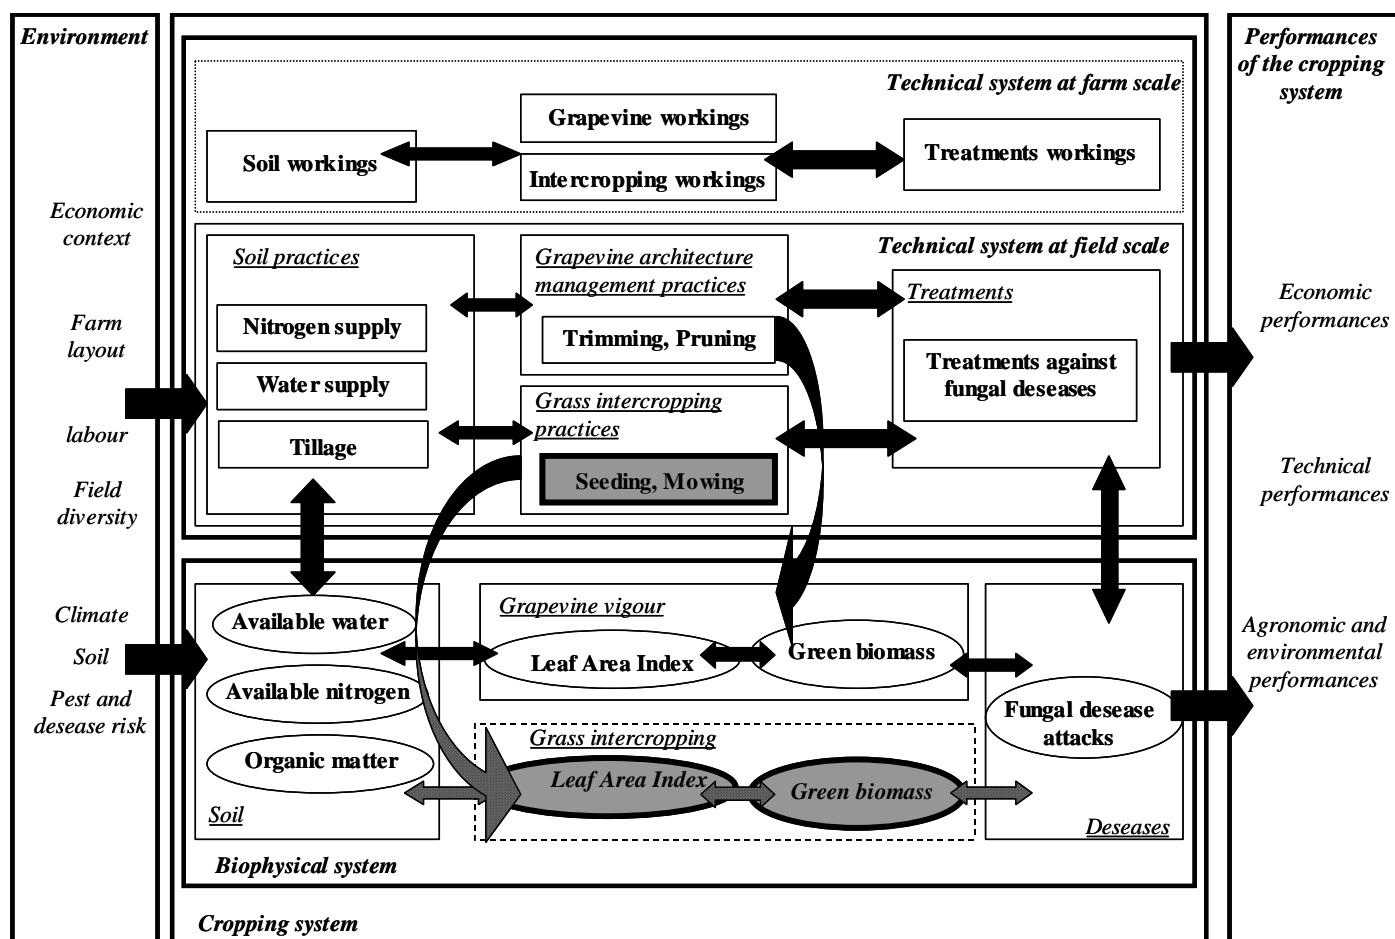 Environment
Economic
context
Farm
layout
labour
Field
diversity
Climate
Soil
Pest and
desease risk
Technical system at farm scale
Soil workings
Grapevine workings
Intercropping workings
Treatments workings
Technical system at field scale
Soil practices
Nitrogen supply
Water supply
Tillage
Grapevine architecture
management practices
Trimming, Pruning
Grass intercropping
practices
Seeding, Mowing
Treatments
Treatments against
fungal deseases
Available water
Available nitrogen
Organic matter
Soil
Grapevine vigour
Leaf Area Index
Green biomass
Grass intercropping
Leaf Area Index
Green biomass
Fungal desease
attacks
Deseases
Biophysical system
Cropping system
Performances
of the cropping
system
Economic
performances
Technical
performances
Agronomic and
environmental
performances